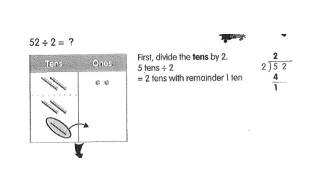 52 ÷ 2 = ?
Tens Ones
First, divide the tens by 2.
5 tens ÷ 2
= 2 tens with remainder 1 ten
2
2)5 2
4
1